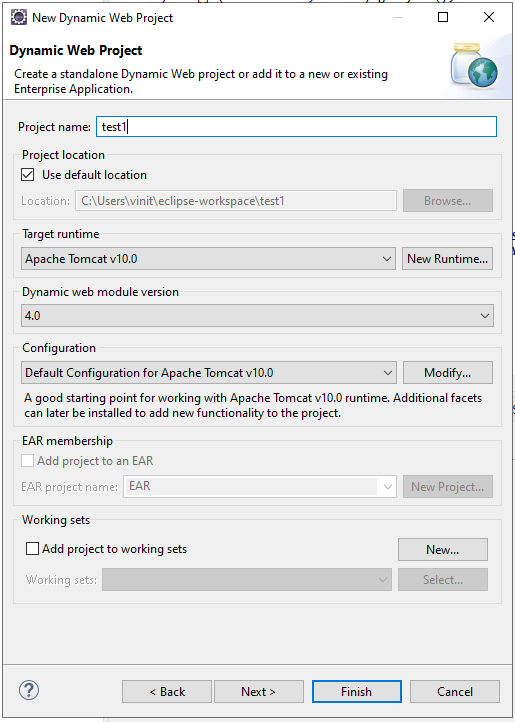 New Dynamic Web Project
Dynamic Web Project
Create a standalone Dynamic Web project or add it to a new or existing
Enterprise Application.
Project name: test1
Project location
Use default location
Location: C:\Users\vinit\eclipse-workspace\test1 Browse...
Target runtime
Apache Tomcat v10.0 New Runtime...
Dynamic web module version
4.0
Configuration
Default Configuration for Apache Tomcat v10.0 Modify...
A good starting point for working with Apache Tomcat v10.0 runtime. Additional facets
can later be installed to add new functionality to the project.
EAR membership
Add project to an EAR
EAR project name: EAR New Project...
Working sets
Add project to working sets New...
Working sets: Select...
? < Back Next > Finish Cancel